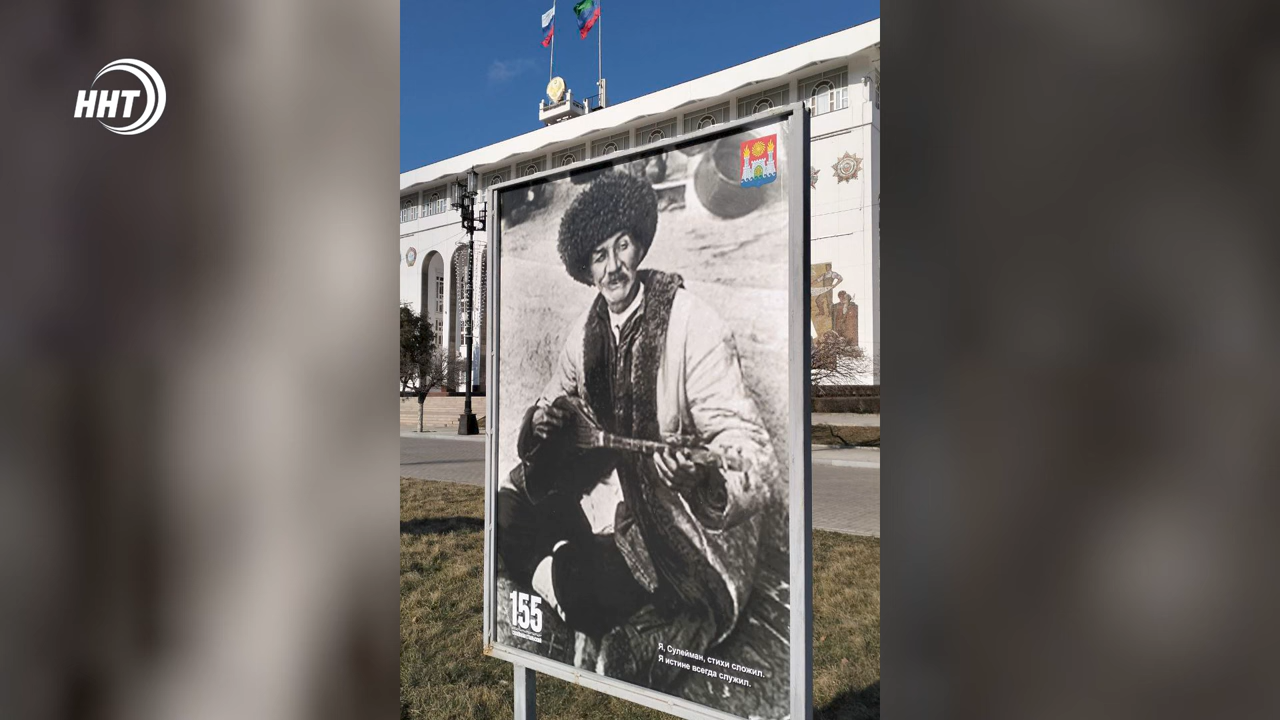 ННТ
155
Я, Сулейман, стихи сложил.
Я истине всегда служил.